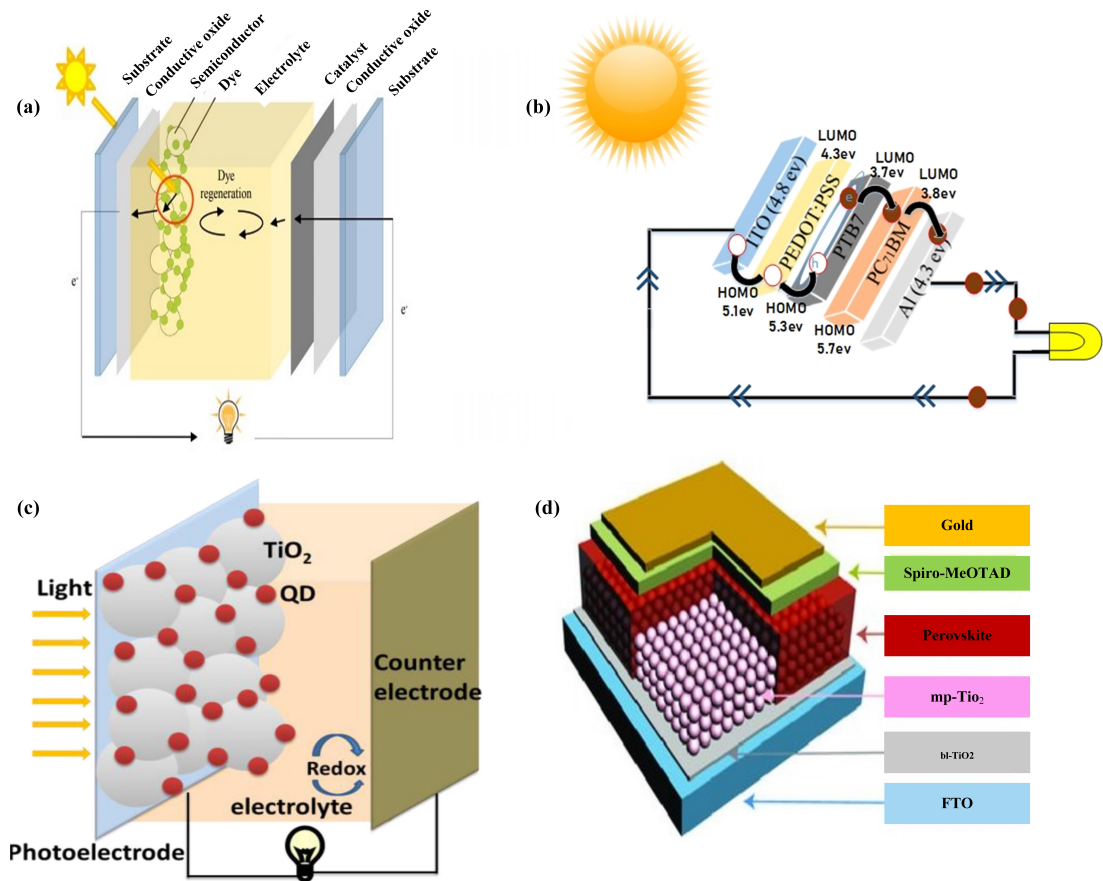 (a)
Substrate
Conductive oxide
Semiconductor
Dye
Electrolyte
Catalyst
Conductive oxide
Substrate
Dye
regeneration
e-
e-
(b)
LUMO
4.3ev
LUMO
3.7ev
LUMO
3.8ev
ITO (4.8 ev)
PEDOT:PSS
PTB7
PC71BM
Al (4.3 ev)
e
h
HOMO
5.1ev
HOMO
5.3ev
HOMO
5.7ev
(c)
TiO2
QD
Light
Counter
electrode
Redox
electrolyte
Photoelectrode
(d)
Gold
Spiro-MeOTAD
Perovskite
mp-Tio2
bl-TiO2
FTO